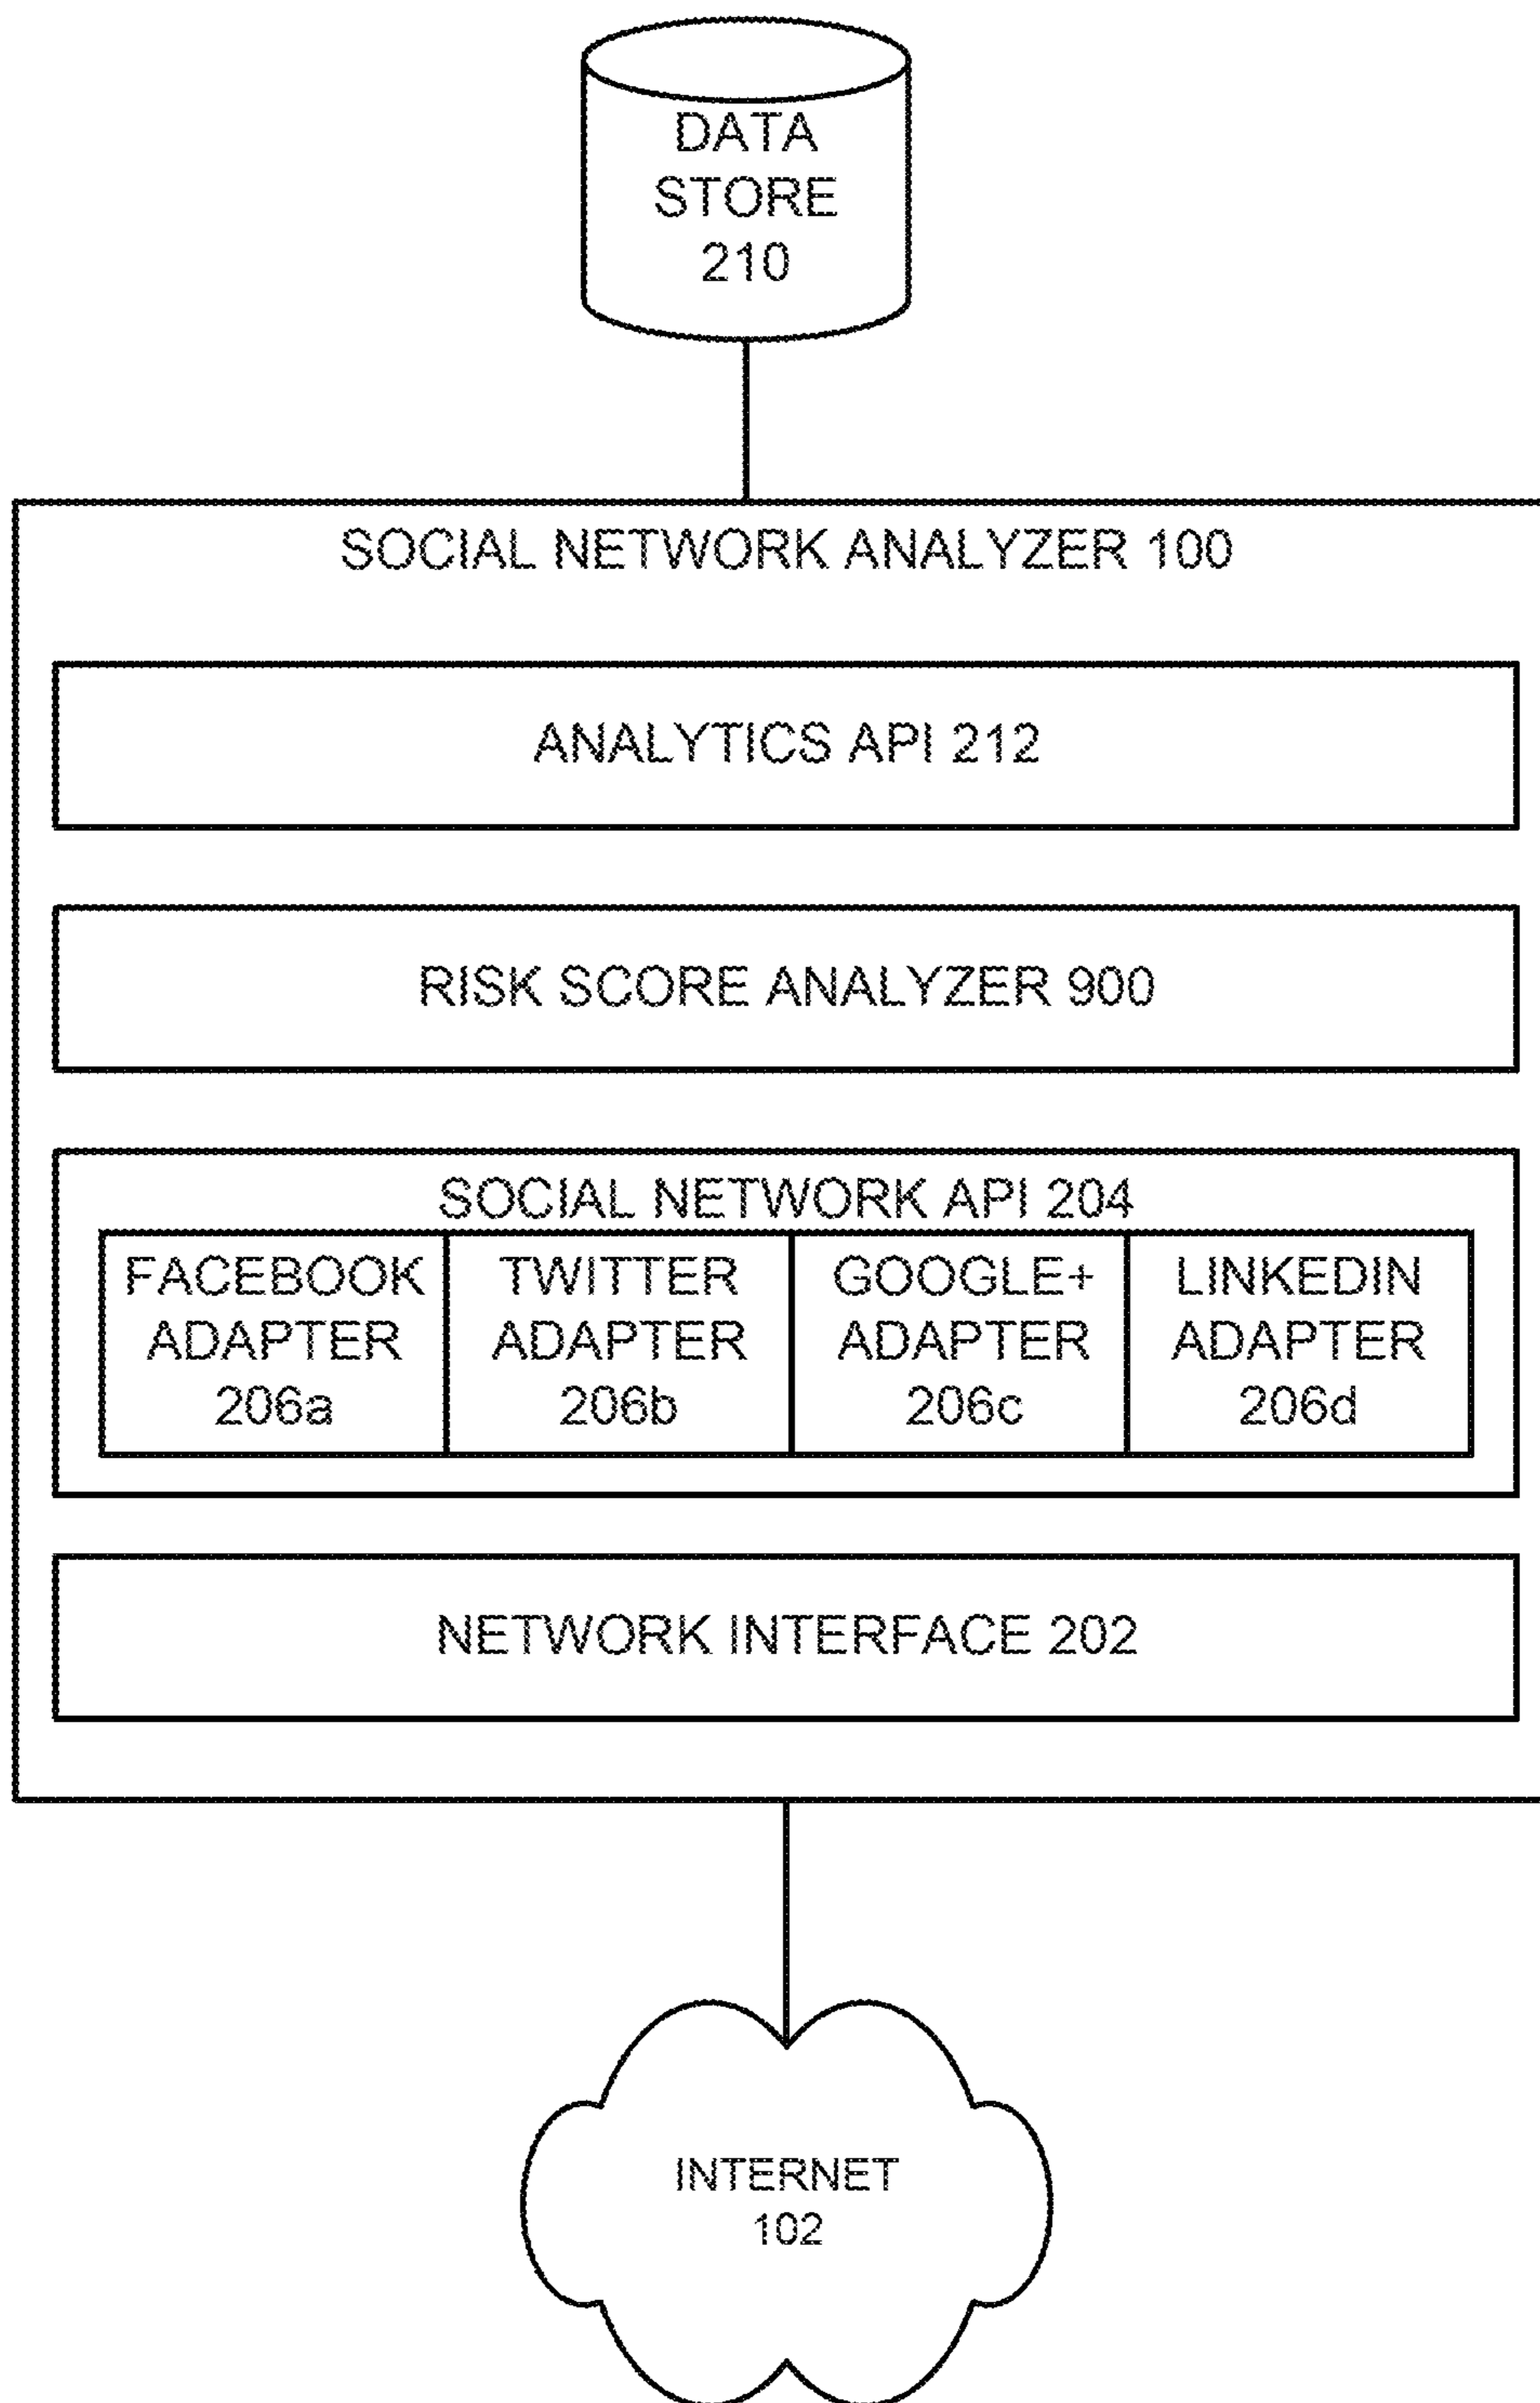 DATA
STORE
210
SOCIAL NETWORK ANALYZER 100
ANALYTICS API 212
RISK SCORE ANALYZER 900
SOCIAL NETWORK API 204
FACEBOOK
ADAPTER
206a
TWITTER
ADAPTER
206b
GOOGLE+
ADAPTER
206c
LINKEDIN
ADAPTER
206d
NETWORK INTERFACE 202
INTERNET
102